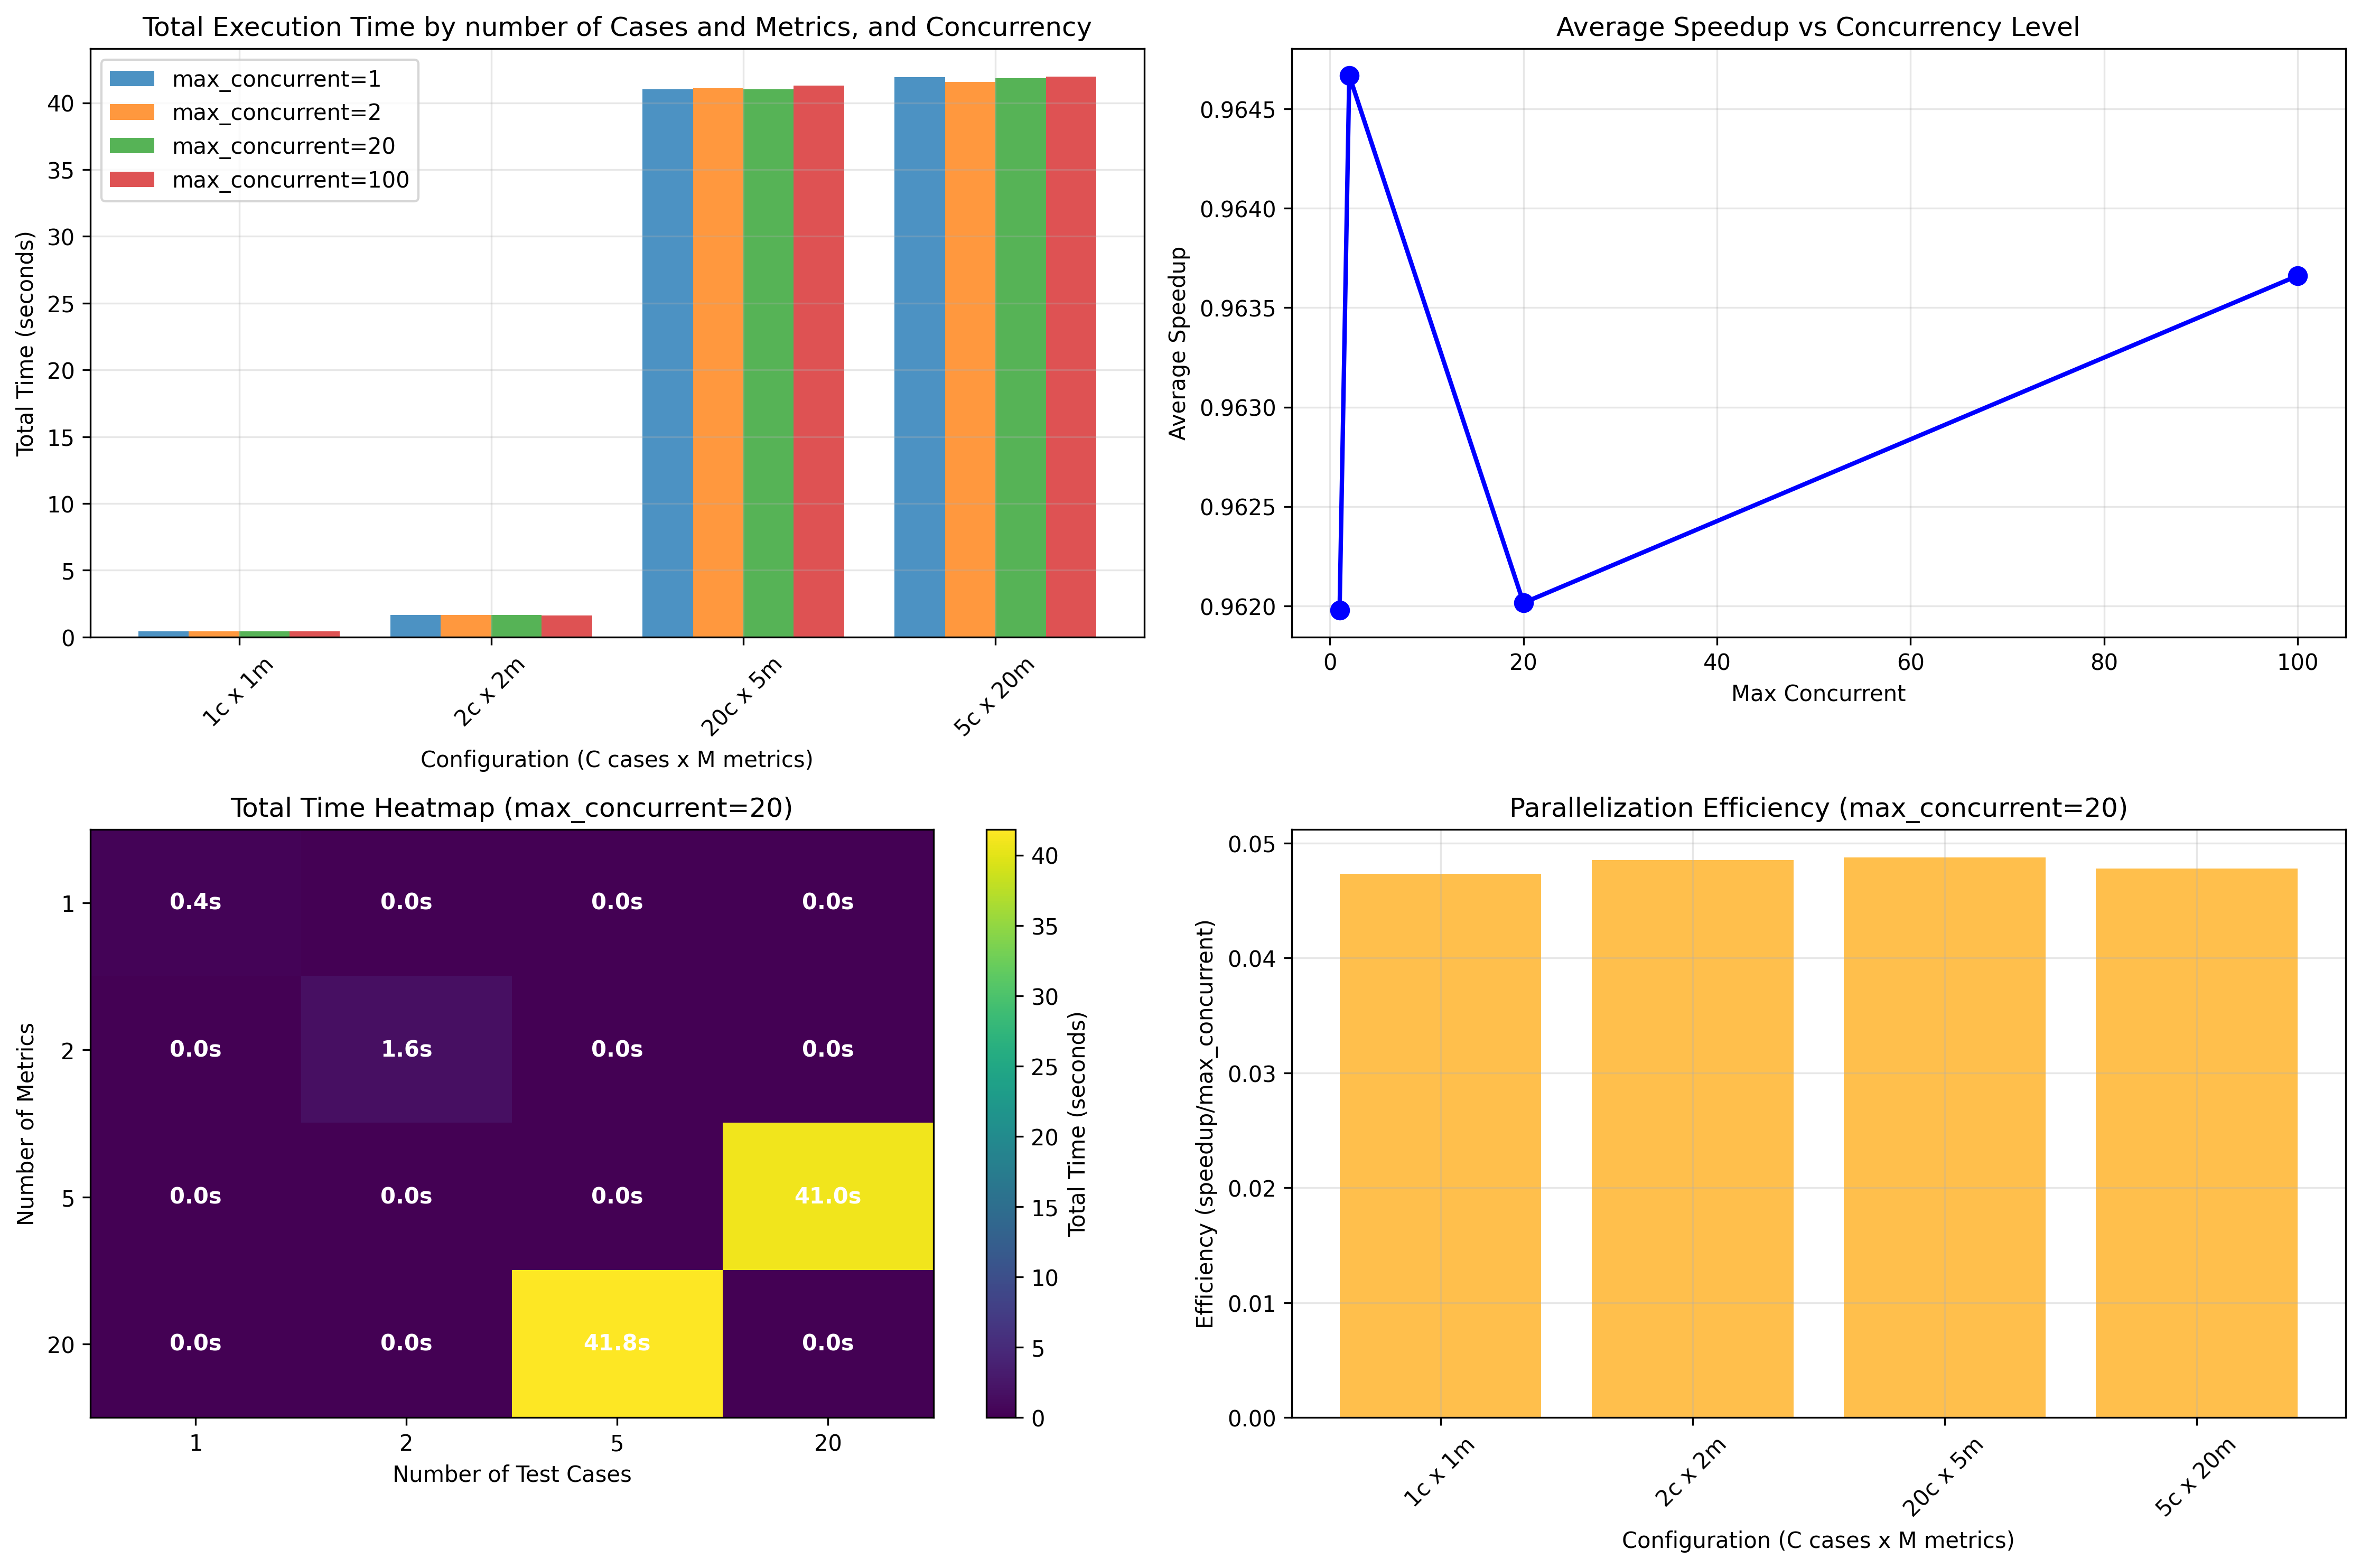 Total Execution Time by number of Cases and Metrics, and Concurrency
max_concurrent=1
max_concurrent=2
max_concurrent=20
max_concurrent=100
Total Time (seconds)
40
35
30
25
20
15
10
5
0
1c x 1m
2c x 2m
20c x 5m
5c x 20m
Configuration (C cases x M metrics)
Average Speedup vs Concurrency Level
Average Speedup
0.9645
0.9640
0.9635
0.9630
0.9625
0.9620
0
20
40
60
80
100
Max Concurrent
Total Time Heatmap (max_concurrent=20)
Number of Metrics
1
0.4s
0.0s
0.0s
0.0s
2
0.0s
1.6s
0.0s
0.0s
5
0.0s
0.0s
0.0s
41.0s
20
0.0s
0.0s
41.8s
0.0s
1
2
5
20
Number of Test Cases
40
35
30
25
20
15
10
5
0
Total Time (seconds)
Parallelization Efficiency (max_concurrent=20)
Efficiency (speedup/max_concurrent)
0.05
0.04
0.03
0.02
0.01
0.00
1c x 1m
2c x 2m
20c x 5m
5c x 20m
Configuration (C cases x M metrics)